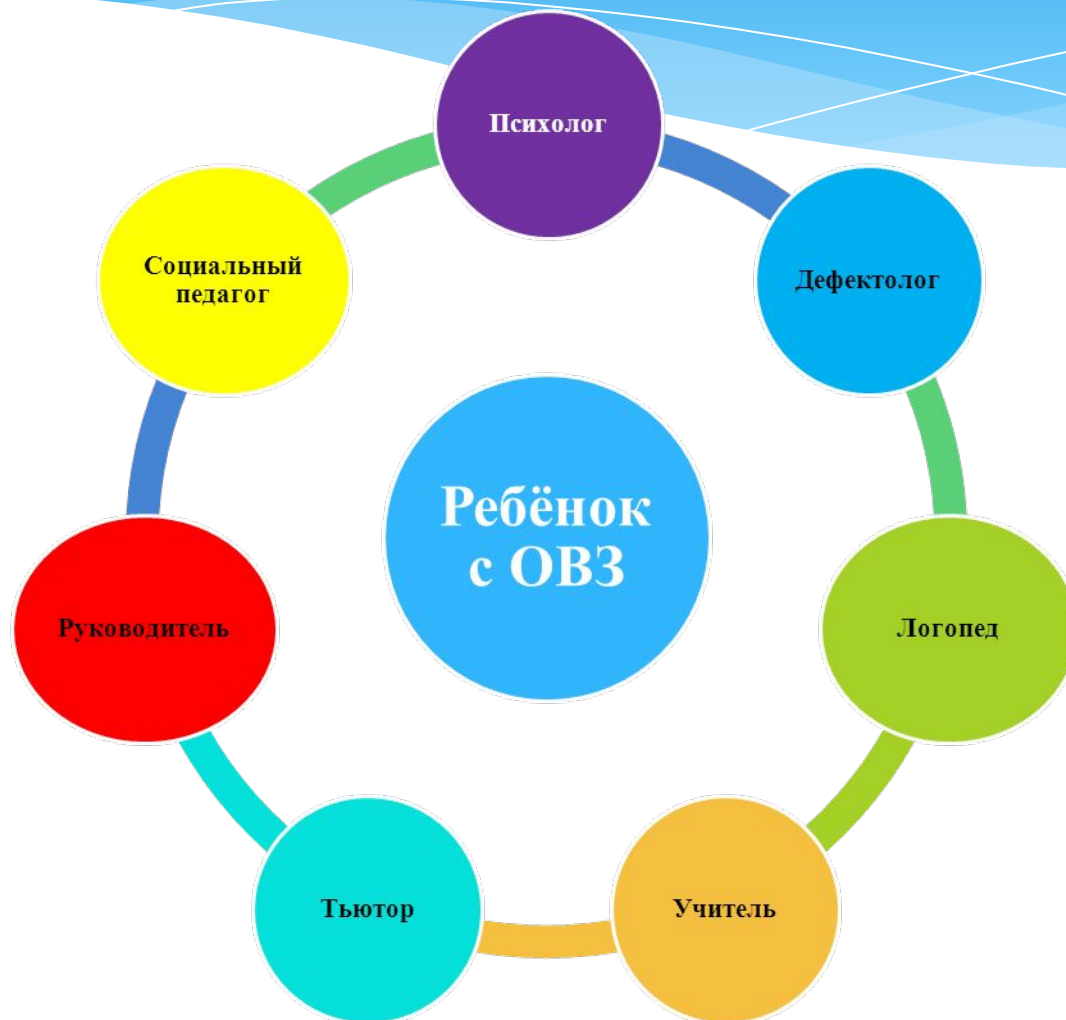 Психолог
Дефектолог
Логопед
Учитель
Тьютор
Руководитель
Социальный
педагог
Ребёнок
с ОВЗ